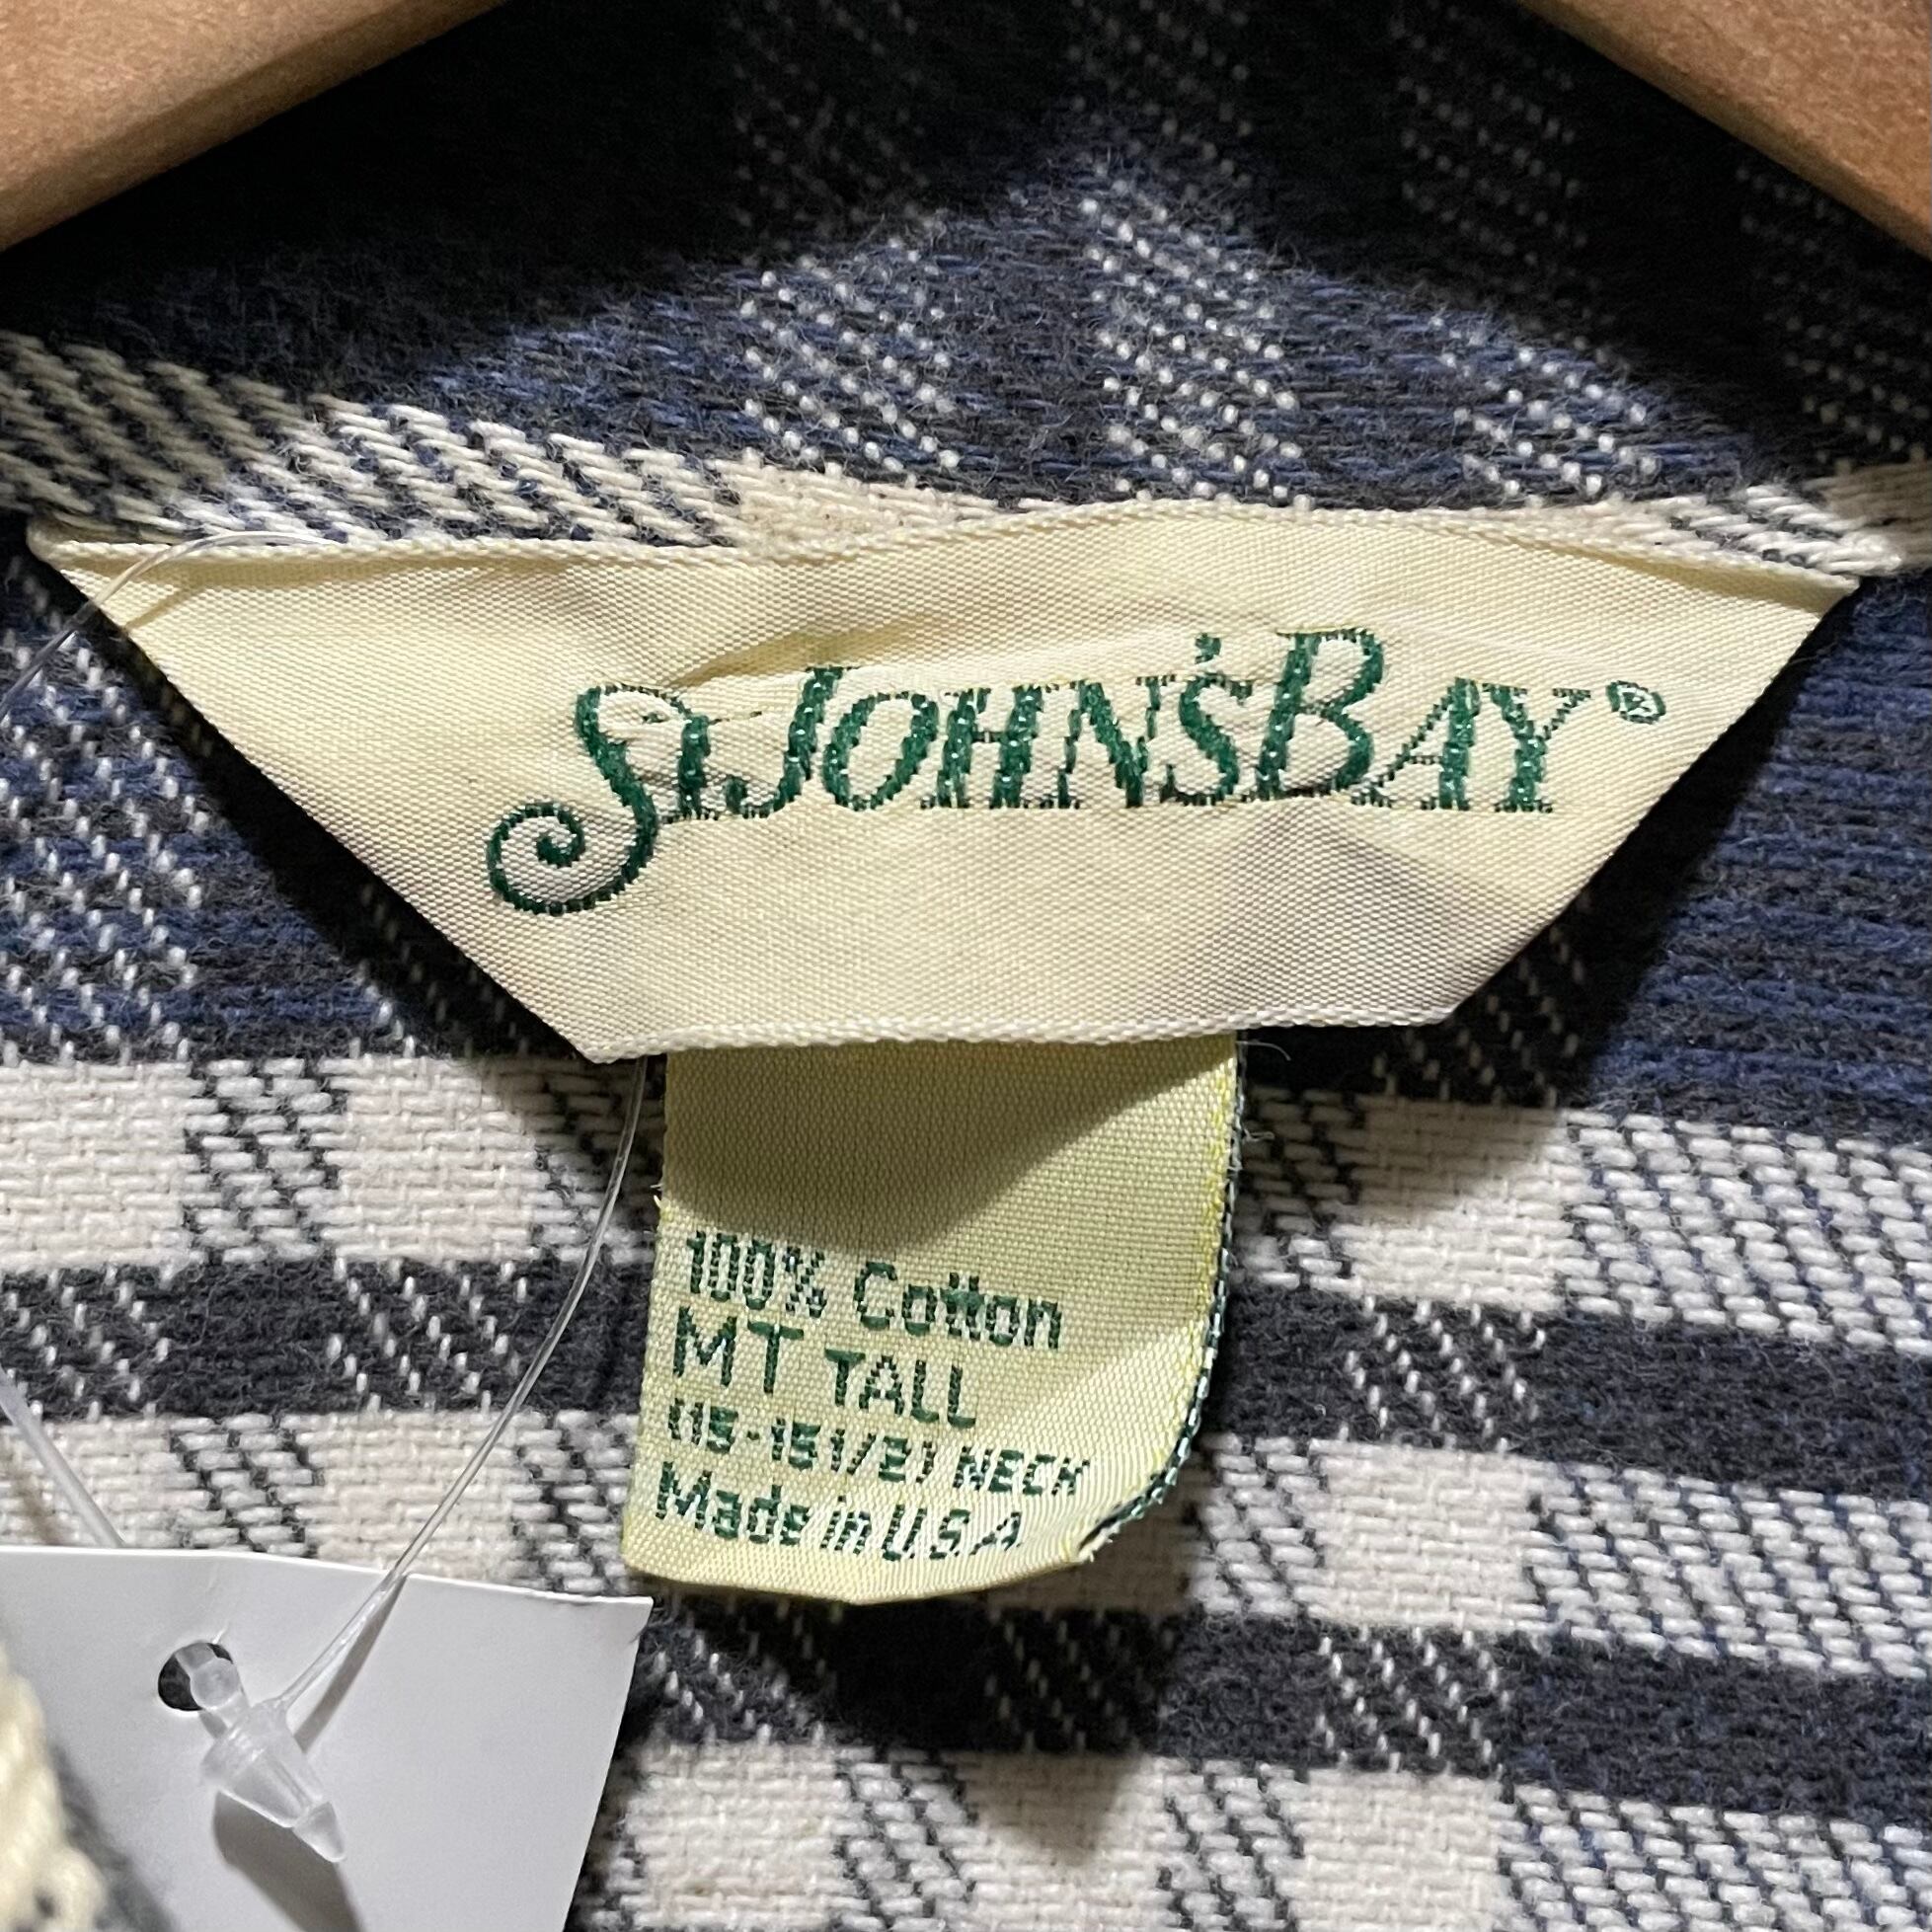 St JOHN'S BAY®
100% Cotton
MT TALL
(15-15 1/2) NECK
Made in U.S.A